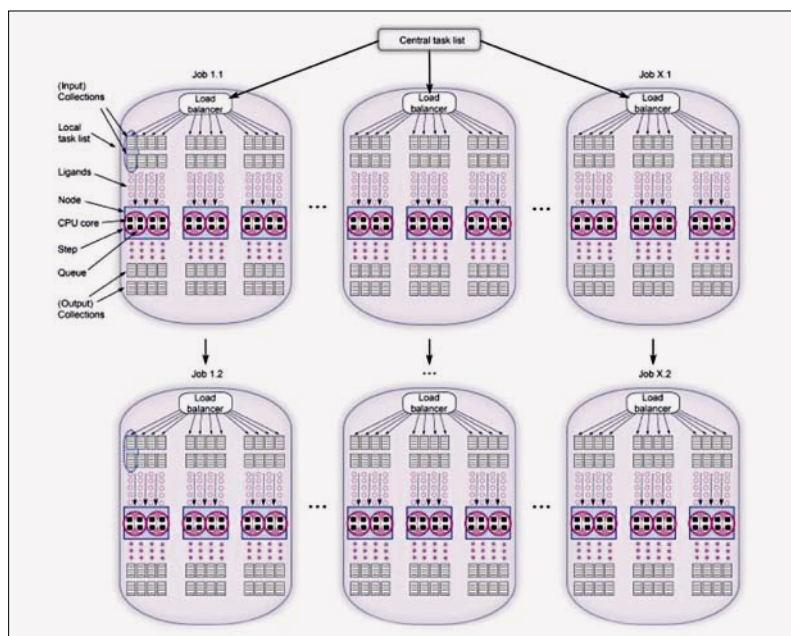 Central task list
Job 1.1
Job X.1
(Input)
Collections
Local
task list
Ligands
Node
CPU core
Step
Queue
(Output)
Collections
Load
balancer
Load
balancer
Load
balancer
...
...
Job 1.2
...
Job X.2
Load
balancer
Load
balancer
Load
balancer
...
...